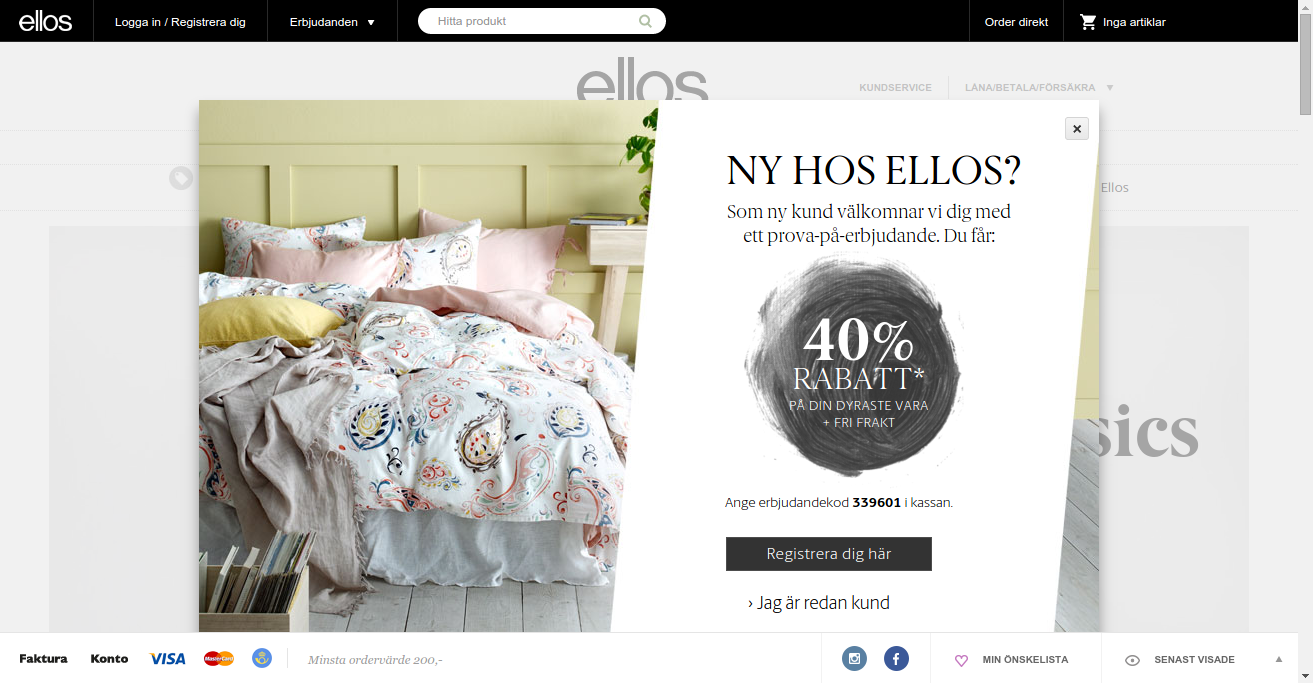 ellos
Logga in / Registrera dig
Erbjudanden
Hitta produkt
Order direkt
Inga artiklar
ellos
KUNDSERVICE
LÅNA/BETALA/FÖRSÄKRA
NY HOS ELLOS?
Som ny kund välkomnar vi dig med
ett prova-på-erbjudande. Du får:
Ellos
40%
RABATT*
PÅ DIN DYRASTE VARA
+ FRI FRAKT
sics
Ange erbjudandekod 339601 i kassan.
Registrera dig här
› Jag är redan kund
Faktura
Konto
VISA
MasterCard
Minsta ordervärde 200,-
MIN ÖNSKELISTA
SENAST VISADE